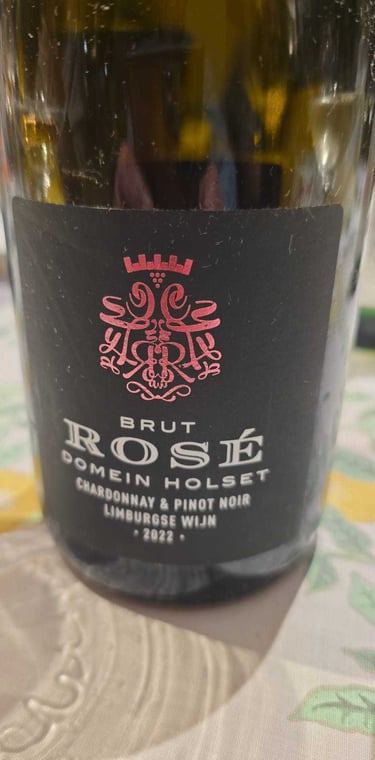 BRUT
ROSÉ
DOMEIN HOLSET
CHARDONNAY & PINOT NOIR
LIMBURGSE WIJN
· 2022 ·